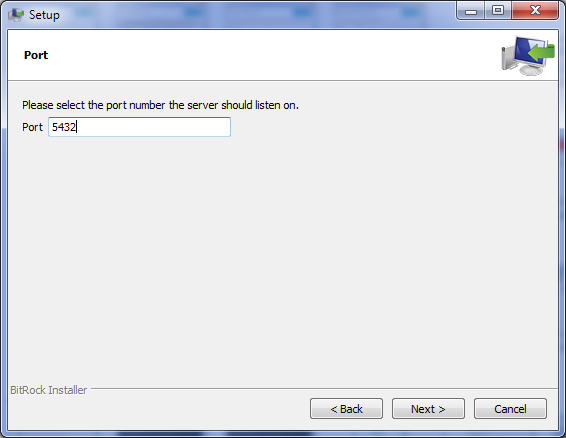 Setup
Port
Please select the port number the server should listen on.
Port 5432
BitRock Installer
< Back Next > Cancel